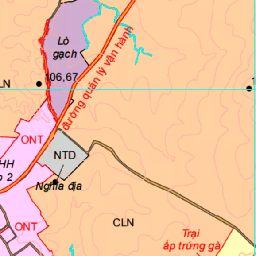 Lò
gạch
LN
106,67
đường quản lý vận hành
ONT
NTD
HH
ONT
p 2
Nghĩa địa
CLN
Trại
ấp trứng gà